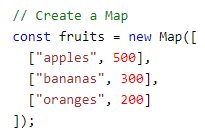 // Create a Map
const fruits = new Map([
  ["apples", 500],
  ["bananas", 300],
  ["oranges", 200]
]);